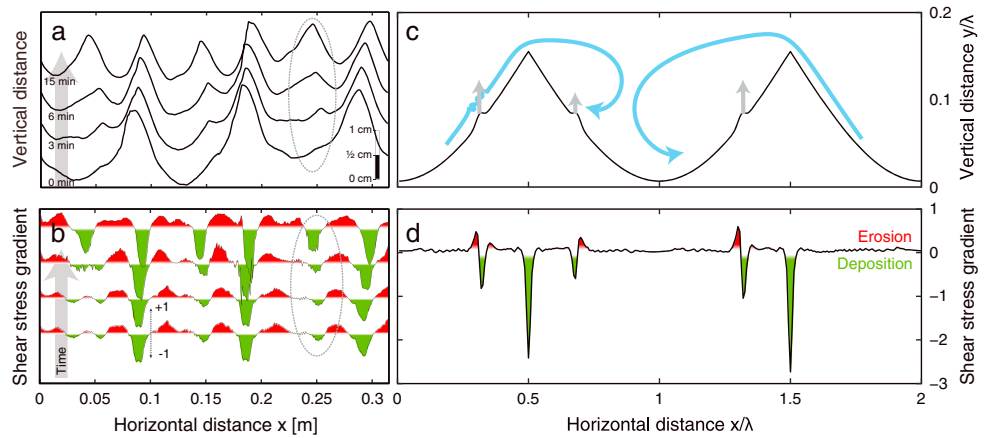 a
Vertical distance
15 min
6 min
3 min
0 min
1 cm
½ cm
0 cm
c
0.2
0.1
0
Vertical distance y/λ
b
Shear stress gradient
Time
+1
-1
0
0.05
0.1
0.15
0.2
0.25
0.3
Horizontal distance x [m]
d
Erosion
Deposition
1
0
−1
−2
−3
Shear stress gradient
0
0.5
1
1.5
2
Horizontal distance x/λ